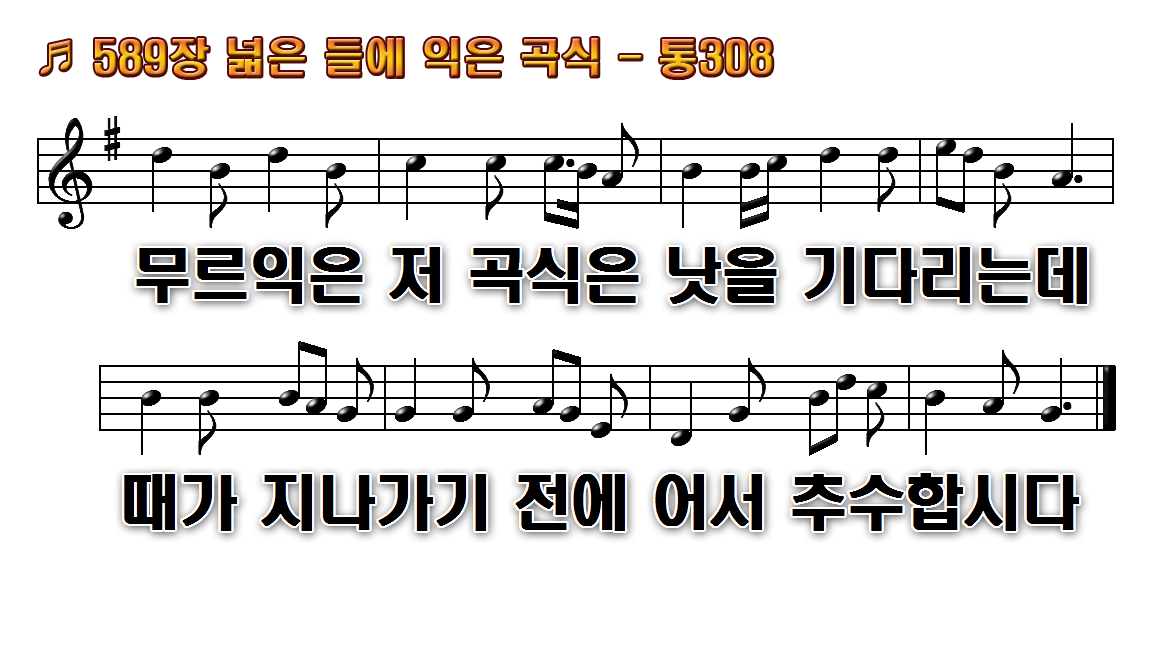 ♬ 589장 넓은 들에 익은 곡식 - 통308
무르익은 저 곡식은 낫을 기다리는데
때가 지나가기 전에 어서 추수합시다